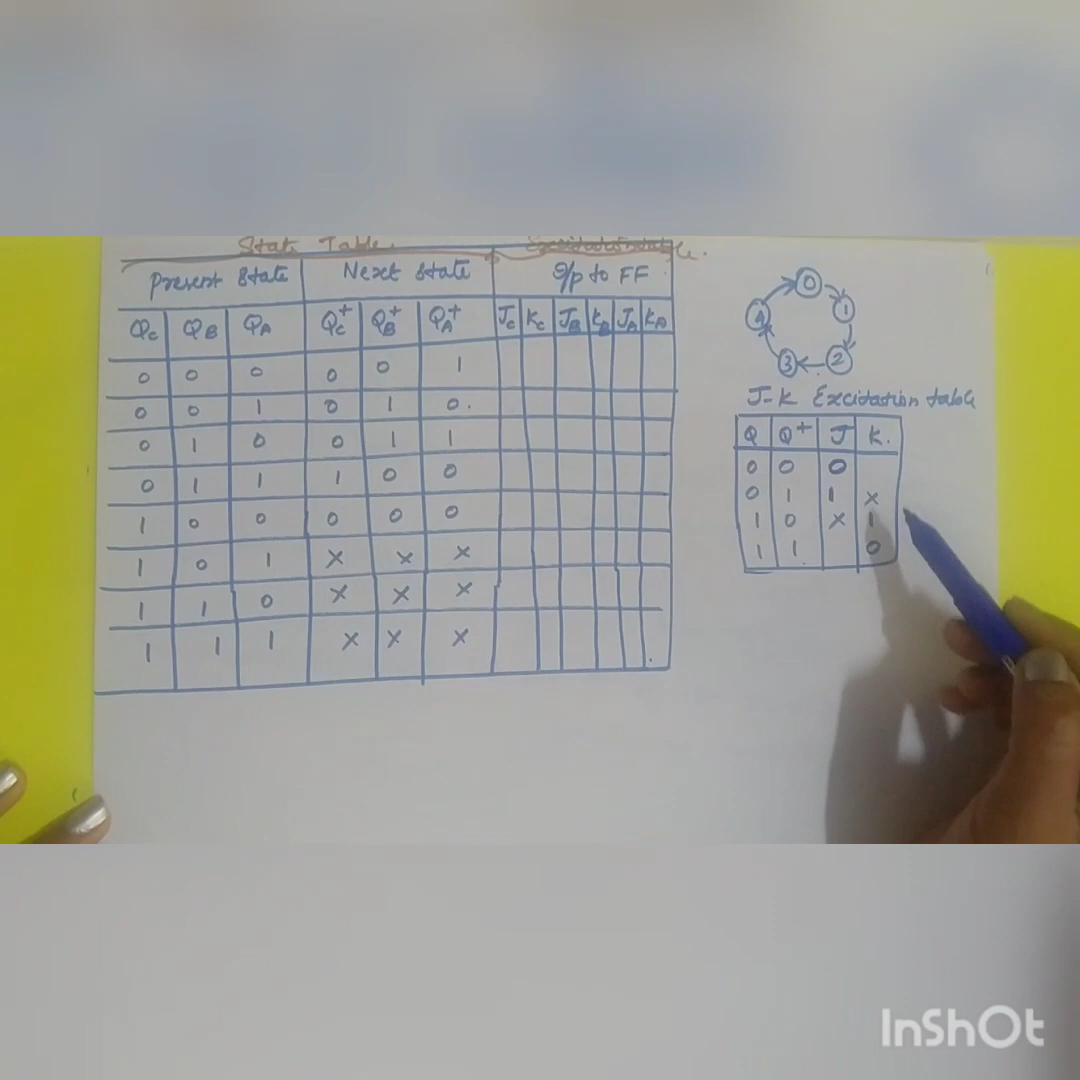 State Table Excitation table.
Present State Next State I/p to FF
QC QB QA QC+ QB+ QA+ JC KC JB KB JA KA
0 0 0 0 0 1
0 0 1 0 1 0.
0 1 0 0 1 1
0 1 1 1 0 0
1 0 0 0 0 0
1 0 1 X X X
1 1 0 X X X
1 1 1 X X X
0
1
2
3
4
J-K Excitation table
Q Q+ J K.
0 0 0
0 1 1 X
1 0 X 1
1 1 0
InShOt